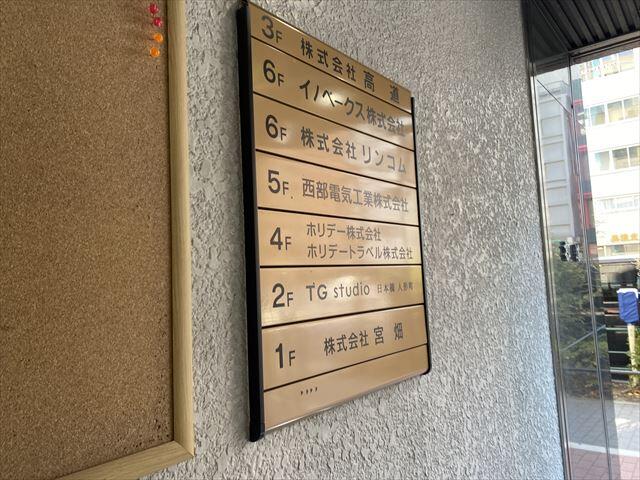 3F 株式会社 高 道
6F イノベークス株式会社
6F 株式会社 リンコム
5F. 西部電気工業株式会社
4F ホリデー株式会社
ホリデートラベル株式会社
2F TG studio 日本橋 人形町
1F 株式会社 宮 畑